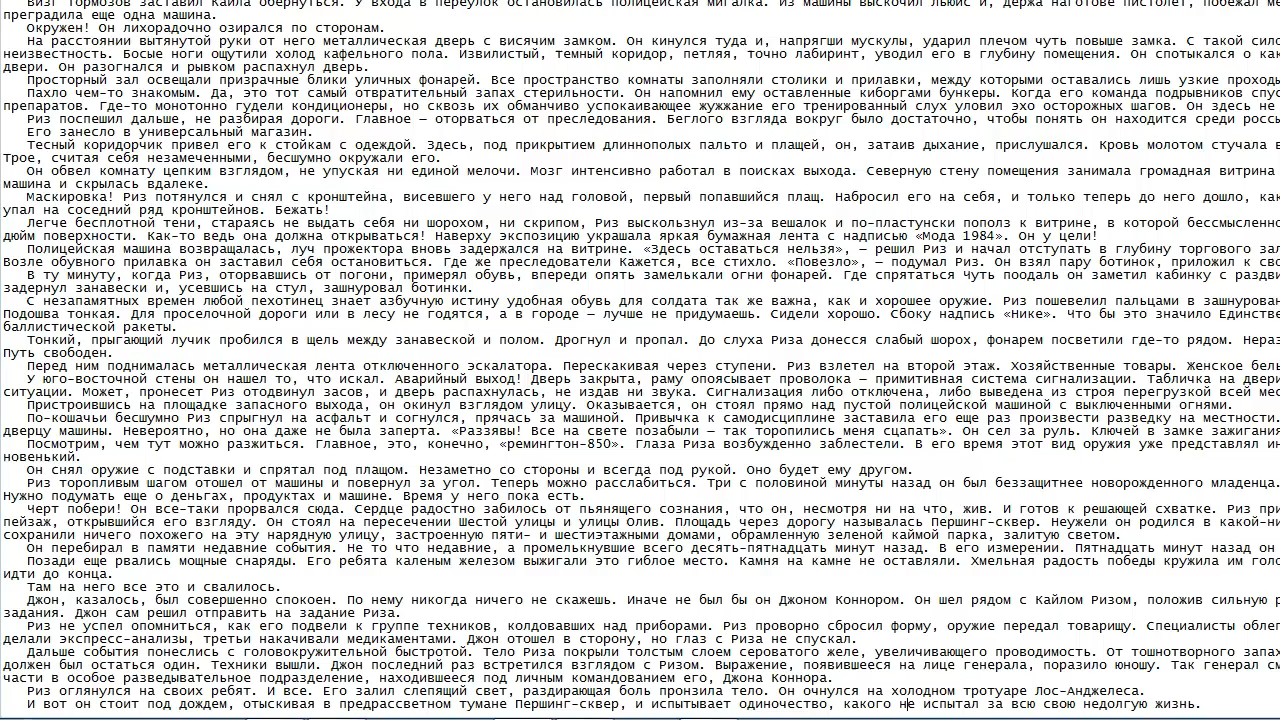 Визг тормозов заставил Кайла обернуться. У входа в переулок остановилась полицейская мигалка. Из машины выскочил Льюис и, держа наготове пистолет, побежал
преградила еще одна машина.
Окружен! Он лихорадочно озирался по сторонам.
На расстоянии вытянутой руки от него металлическая дверь с висячим замком. Он кинулся туда и, напрягши мускулы, ударил плечом чуть повыше замка. С такой
неизвестность. Босые ноги ощутили холод кафельного пола. Извилистый, темный коридор, петляя, точно лабиринт, уводил его в глубину помещения. Он спотыкался о
двери. Он разогнался и рывком распахнул дверь.
Просторный зал освещали призрачные блики уличных фонарей. Все пространство комнаты заполняли столики и прилавки, между которыми оставались лишь узкие
Пахло чем-то знакомым. Да, это тот самый отвратительный запах стерильности. Он напомнил ему оставленные киборгами бункеры. Когда его команда подрывников
препаратов. Где-то монотонно гудели кондиционеры, но сквозь их обманчиво успокаивающее жужжание его тренированный слух уловил эхо осторожных шагов. Он здесь не
Риз поспешил дальше, не разбирая дороги. Главное — оторваться от преследования. Беглого взгляда вокруг было достаточно, чтобы понять он находится среди
Его занесло в универсальный магазин.
Тесный коридорчик привел его к стойкам с одеждой. Здесь, под прикрытием длиннополых пальто и плащей, он, затаив дыхание, прислушался. Кровь молотом стучала в
Трое, считая себя незамеченными, бесшумно окружали его.
Он обвел комнату цепким взглядом, не упуская ни единой мелочи. Мозг интенсивно работал в поисках выхода. Северную стену помещения занимала громадная витрина
машина и скрылась вдалеке.
Маскировка! Риз потянулся и снял с кронштейна, висевшего у него над головой, первый попавшийся плащ. Набросил его на себя, и только теперь до него дошло,
упал на соседний ряд кронштейнов. Бежать!
Легче бесплотной тени, стараясь не выдать себя ни шорохом, ни скрипом, Риз выскользнул из-за вешалок и по-пластунски пополз к витрине, в которой
дюйм поверхности. Как-то ведь она должна открываться! Наверху экспозицию украшала яркая бумажная лента с надписью «Мода 1984». Он у цели!
Полицейская машина возвращалась, луч прожектора вновь задержался на витрине. «Здесь оставаться нельзя», — решил Риз и начал отступать в глубину торгового
Возле обувного прилавка он заставил себя остановиться. Где же преследователи Кажется, все стихло. «Повезло», — подумал Риз. Он взял пару ботинок, приложил к
В ту минуту, когда Риз, оторвавшись от погони, примерял обувь, впереди опять замелькали огни фонарей. Где спрятаться Чуть поодаль он заметил кабинку с
задернул занавески и, усевшись на стул, зашнуровал ботинки.
С незапамятных времен любой пехотинец знает азбучную истину удобная обувь для солдата так же важна, как и хорошее оружие. Риз пошевелил пальцами в
Подошва тонкая. Для проселочной дороги или в лесу не годятся, а в городе — лучше не придумаешь. Сидели хорошо. Сбоку надпись «Нике». Что бы это значило
баллистической ракеты.
Тонкий, прыгающий лучик пробился в щель между занавеской и полом. Дрогнул и пропал. До слуха Риза донесся слабый шорох, фонарем посветили где-то рядом.
Путь свободен.
Перед ним поднималась металлическая лента отключенного эскалатора. Перескакивая через ступени. Риз взлетел на второй этаж. Хозяйственные товары. Женское
У юго-восточной стены он нашел то, что искал. Аварийный выход! Дверь закрыта, раму опоясывает проволока — примитивная система сигнализации. Табличка на
ситуации. Может, пронесет Риз отодвинул засов, и дверь распахнулась, не издав ни звука. Сигнализация либо отключена, либо выведена из строя перегрузкой всей
Пристроившись на площадке запасного выхода, он окинул взглядом улицу. Оказывается, он стоял прямо над пустой полицейской машиной с выключенными огнями.
По-кошачьи бесшумно Риз спрыгнул на асфальт и согнулся, прячась за машиной. Привычка к самодисциплине заставила его еще раз произвести разведку на местности.
дверцу машины. Невероятно, но она даже не была заперта. «Раззявы! Все на свете позабыли — так торопились меня сцапать». Он сел за руль. Ключей в замке
Посмотрим, чем тут можно разжиться. Главное, это, конечно, «ремингтон-850». Глаза Риза возбужденно заблестели. В его время этот вид оружия уже представлял
новенький.
Он снял оружие с подставки и спрятал под плащом. Незаметно со стороны и всегда под рукой. Оно будет ему другом.
Риз торопливым шагом отошел от машины и повернул за угол. Теперь можно расслабиться. Три с половиной минуты назад он был беззащитнее новорожденного младенца.
Нужно подумать еще о деньгах, продуктах и машине. Время у него пока есть.
Черт побери! Он все-таки прорвался сюда. Сердце радостно забилось от пьянящего сознания, что он, несмотря ни на что, жив. И готов к решающей схватке. Риз
пейзаж, открывшийся его взгляду. Он стоял на пересечении Шестой улицы и улицы Олив. Площадь через дорогу называлась Першинг-сквер. Неужели он родился в
сохранили ничего похожего на эту нарядную улицу, застроенную пяти- и шестиэтажными домами, обрамленную зеленой каймой парка, залитую светом.
Он перебирал в памяти недавние события. Не то что недавние, а промелькнувшие всего десять-пятнадцать минут назад. В его измерении. Пятнадцать минут назад он
Позади еще рвались мощные снаряды. Его ребята каленым железом выжигали это гиблое место. Камня на камне не оставляли. Хмельная радость победы кружила им
идти до конца.
Там на него все это и свалилось.
Джон, казалось, был совершенно спокоен. По нему никогда ничего не скажешь. Иначе не был бы он Джоном Коннором. Он шел рядом с Кайлом Ризом, положив сильную
задания. Джон сам решил отправить на задание Риза.
Риз не успел опомниться, как его подвели к группе техников, колдовавших над приборами. Риз проворно сбросил форму, оружие передал товарищу. Специалисты
делали экспресс-анализы, третьи накачивали медикаментами. Джон отошел в сторону, но глаз с Риза не спускал.
Дальше события понеслись с головокружительной быстротой. Тело Риза покрыли толстым слоем сероватого желе, увеличивающего проводимость. От тошнотворного
должен был остаться один. Техники вышли. Джон последний раз встретился взглядом с Ризом. Выражение, появившееся на лице генерала, поразило юношу. Так генерал
части в особое разведывательное подразделение, находившееся под личным командованием его, Джона Коннора.
Риз оглянулся на своих ребят. И все. Его залил слепящий свет, раздирающая боль пронзила тело. Он очнулся на холодном тротуаре Лос-Анджелеса.
И вот он стоит под дождем, отыскивая в предрассветном тумане Першинг-сквер, и испытывает одиночество, какого не испытал за всю свою недолгую жизнь.